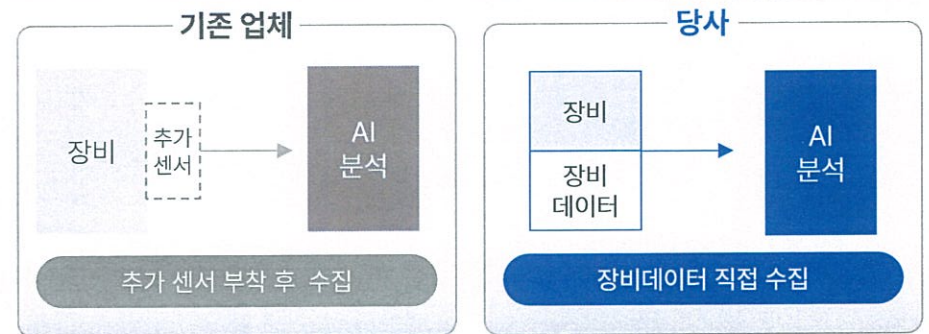 기존 업체
장비
추가
센서
AI
분석
추가 센서 부착 후 수집
당사
장비
장비
데이터
AI
분석
장비데이터 직접 수집